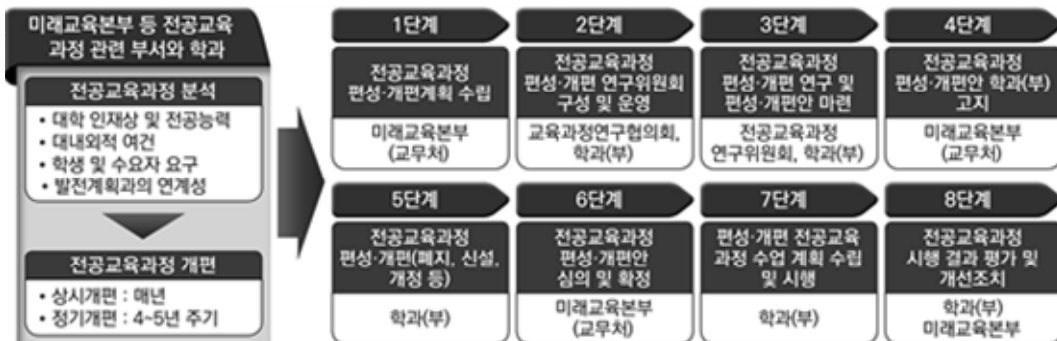 미래교육본부 등 전공교육
과정 관련 부서와 학과
전공교육과정 분석
• 대학 인재상 및 전공능력
• 대내외적 여건
• 학생 및 수요자 요구
• 발전계획과의 연계성
전공교육과정 개편
• 상시개편 : 매년
• 정기개편 : 4~5년 주기
1단계
전공교육과정
편성·개편계획 수립
미래교육본부
(교무처)
2단계
전공교육과정
편성·개편 연구위원회
구성 및 운영
교육과정연구협의회,
학과(부)
3단계
전공교육과정
편성·개편 연구 및
편성·개편안 마련
전공교육과정
연구위원회, 학과(부)
4단계
전공교육과정
편성·개편안 학과(부)
고지
미래교육본부
(교무처)
5단계
전공교육과정
편성·개편(폐지, 신설,
개정 등)
학과(부)
6단계
전공교육과정
편성·개편안
심의 및 확정
미래교육본부
(교무처)
7단계
편성·개편 전공교육
과정 수업 계획 수립
및 시행
학과(부)
8단계
전공교육과정
시행 결과 평가 및
개선조치
학과(부)
미래교육본부